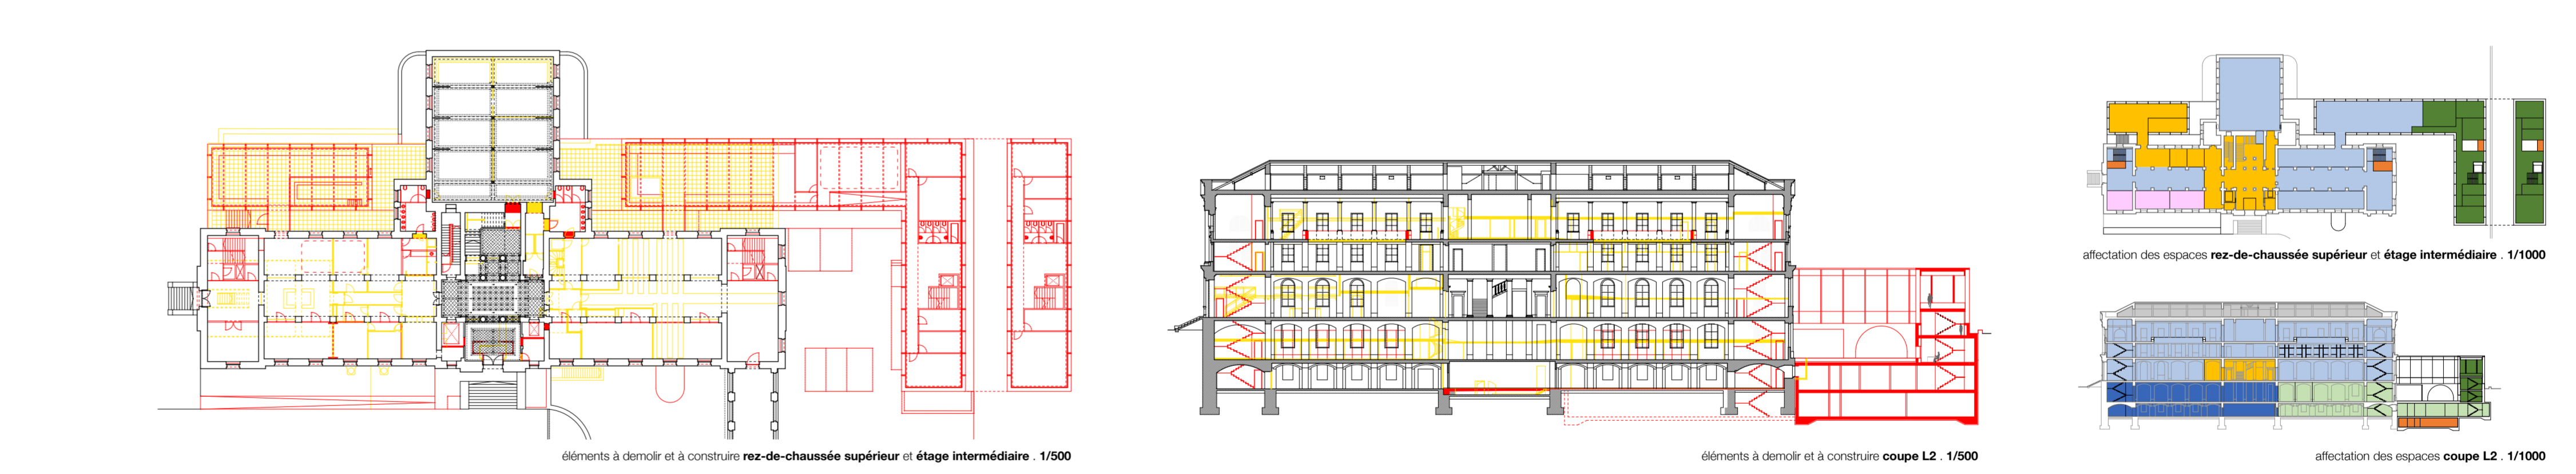 éléments à demolir et à construire rez-de-chaussée supérieur et étage intermédiaire . 1/500
éléments à demolir et à construire coupe L2 . 1/500
affectation des espaces rez-de-chaussée supérieur et étage intermédiaire . 1/1000
affectation des espaces coupe L2 . 1/1000